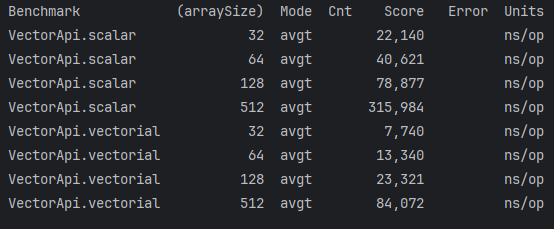 Benchmark (arraySize) Mode Cnt Score Error Units
VectorApi.scalar 32 avgt 22,140 ns/op
VectorApi.scalar 64 avgt 40,621 ns/op
VectorApi.scalar 128 avgt 78,877 ns/op
VectorApi.scalar 512 avgt 315,984 ns/op
VectorApi.vectorial 32 avgt 7,740 ns/op
VectorApi.vectorial 64 avgt 13,340 ns/op
VectorApi.vectorial 128 avgt 23,321 ns/op
VectorApi.vectorial 512 avgt 84,072 ns/op